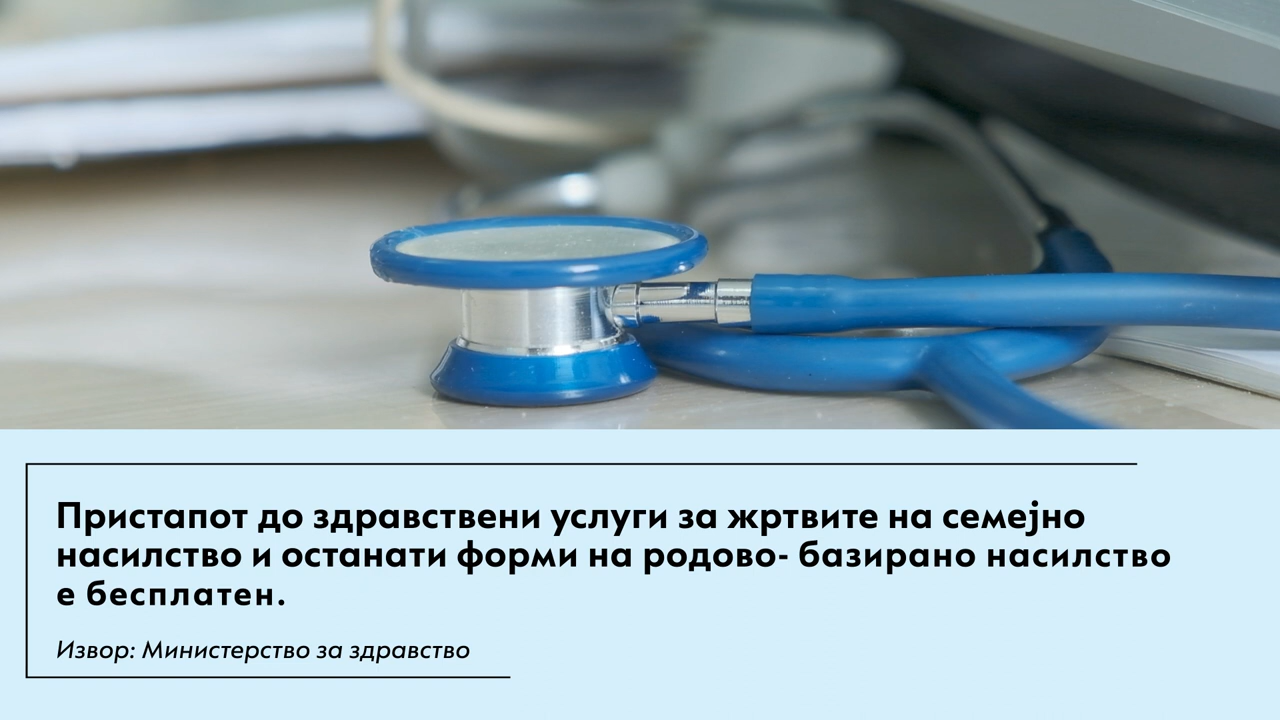 Пристапот до здравствени услуги за жртвите на семејно
насилство и останати форми на родово- базирано насилство
е бесплатен.
Извор: Министерство за здравство